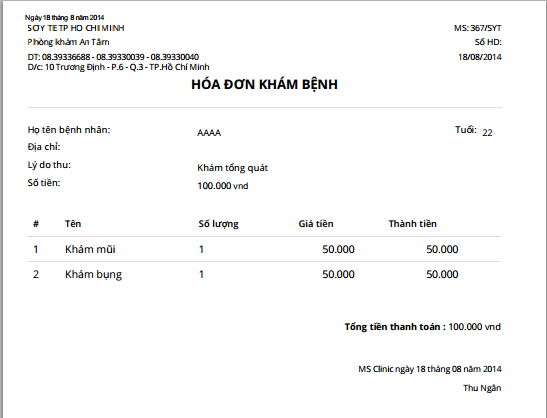 Ngày 18 tháng 8 năm 2014
SỞ Y TẾ TP HỒ CHÍ MINH MS: 367/SYT
Phòng khám An Tâm Số HD:
DT: 08.39336688 - 08.39330039 - 08.39330040 18/08/2014
D/c: 10 Trương Định - P.6 - Q.3 - TP.Hồ Chí Minh
HÓA ĐƠN KHÁM BỆNH
Họ tên bệnh nhân: AAAA Tuổi: 22
Địa chỉ:
Lý do thu: Khám tổng quát
Số tiền: 100.000 vnd
# Tên Số lượng Giá tiền Thành tiền
1 Khám mũi 1 50.000 50.000
2 Khám bụng 1 50.000 50.000
Tổng tiền thanh toán : 100.000 vnd
MS Clinic ngày 18 tháng 08 năm 2014
Thu Ngân